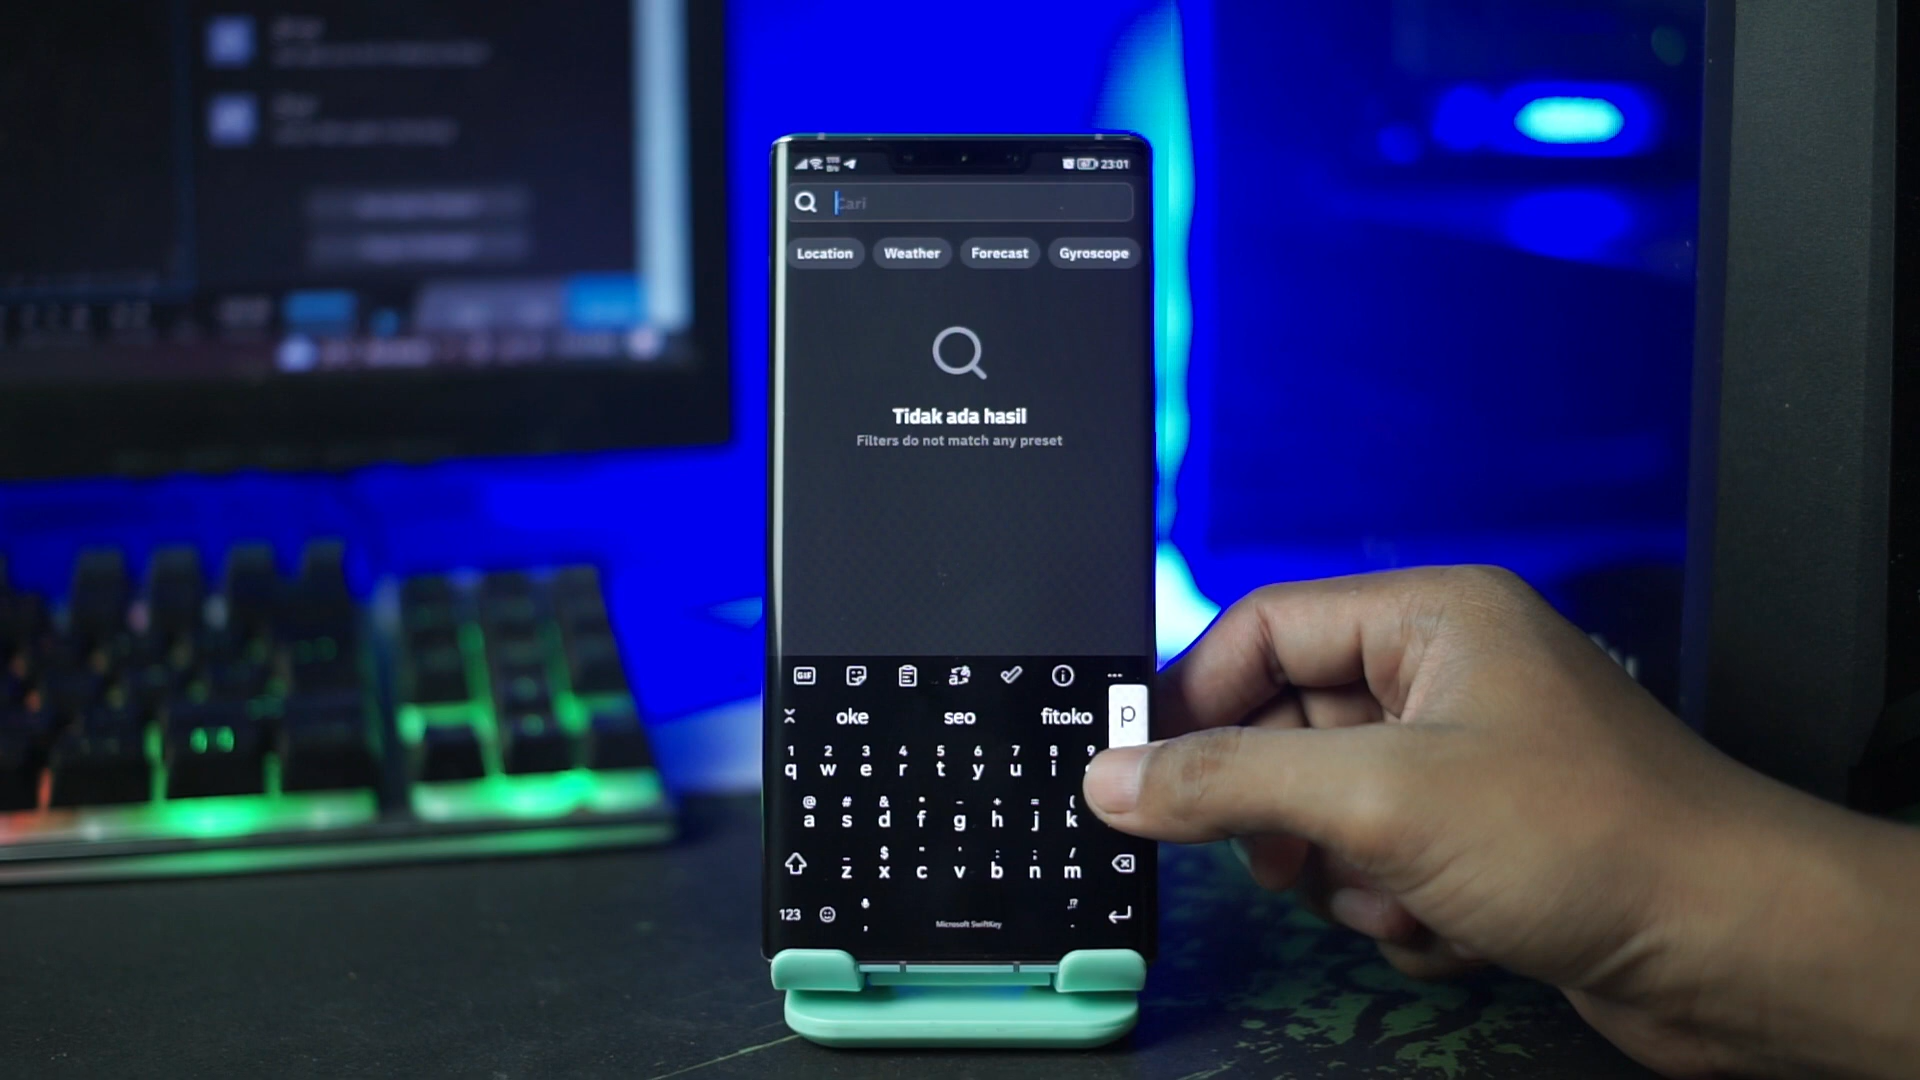 23:01
Cari
Location Weather Forecast Gyroscope
Tidak ada hasil
Filters do not match any preset
GIF
oke seo fitoko
p
1 2 3 4 5 6 7 8 9
q w e r t y u i
@ # & * - + = (
a s d f g h j k
_ $ " ' : ; /
z x c v b n m
123 , Microsoft SwiftKey .